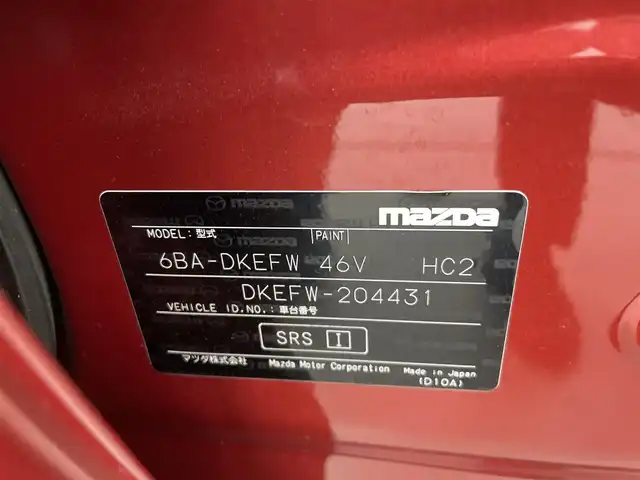 mazda
MODEL: 型式 PAINT
6BA-DKEFW 46V HC2
DKEFW-204431
VEHICLE ID.NO.: 車台番号
SRS I
マツダ株式会社 Mazda Motor Corporation Made in Japan
(D10A)